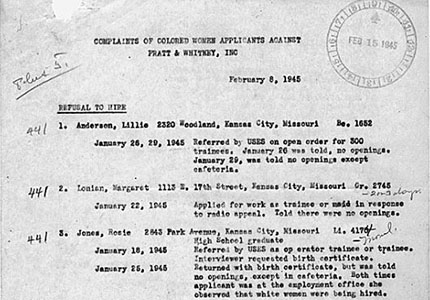 COMPLAINTS OF COLORED WOMEN APPLICANTS AGAINST
PRATT & WHITNEY, INC
FEB 15 1945
February 8, 1945
REFUSAL TO HIRE
441 1. Anderson, Lillie 2320 Woodland, Kansas City, Missouri Be. 1652
January 26, 29, 1945 Referred by USES on open order for 300
trainees. January 26 was told, no openings.
January 29, was told no openings except
cafeteria.
441 2. Lonian, Margaret 1113 E. 17th Street, Kansas City, Missouri Gr. 2745
January 22, 1945 Applied for work as trainee or maid in response
to radio appeal. Told there were no openings.
441 3. Jones, Rosie 2843 Park Avenue, Kansas City, Missouri Li. 4176
High School graduate
January 18, 1945 Referred by USES as operator trainee or trainee.
Interviewer requested birth certificate.
January 25, 1945 Returned with birth certificate, but was told
no openings, except in cafeteria. Both times
applicant was at the employment office she
observed that white women were being hired.